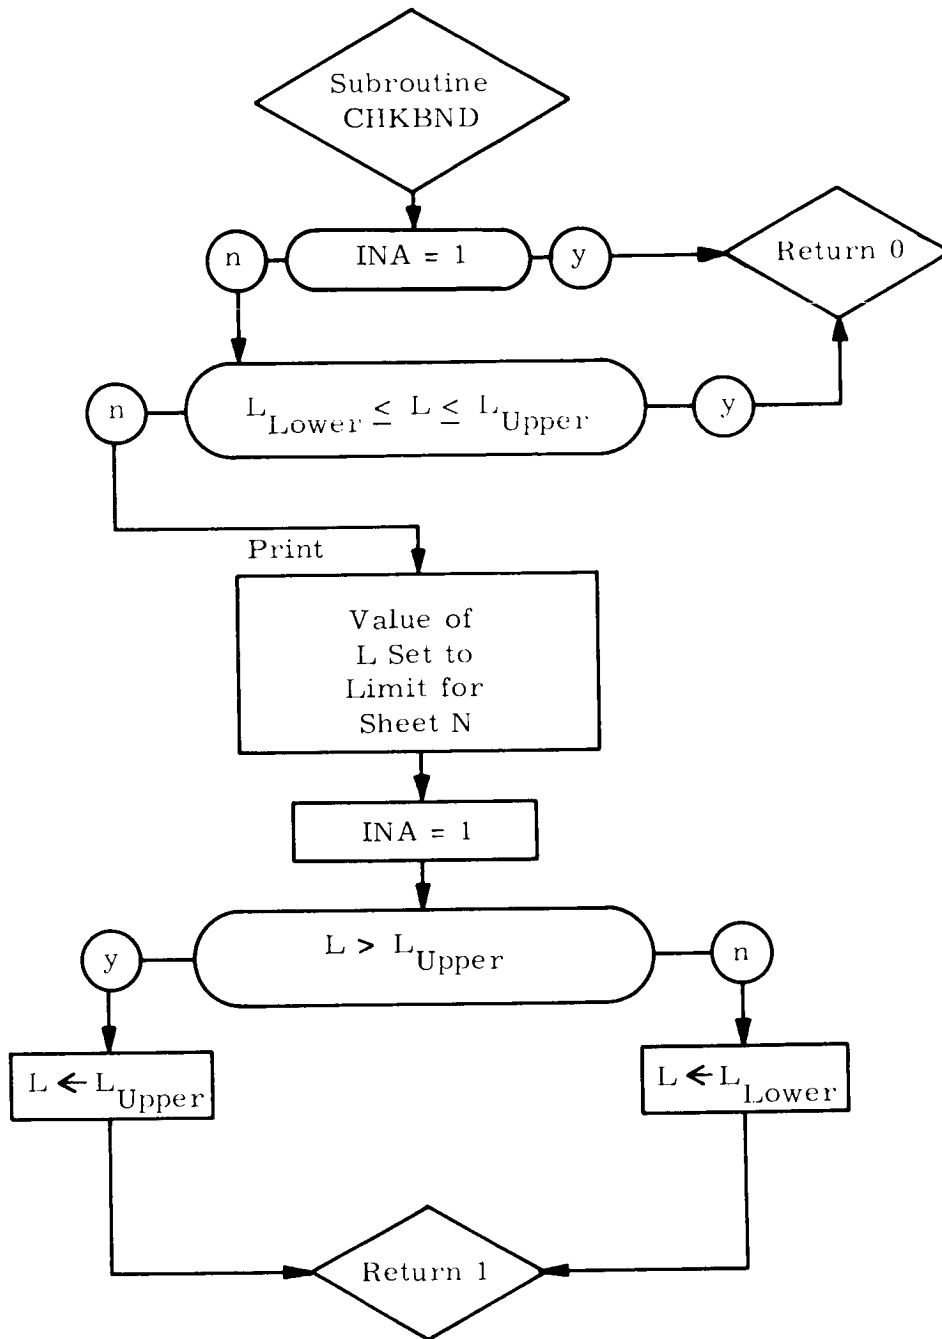 Subroutine
CHKBND
n
INA = 1
y
Return 0
n
L_Lower ≤ L ≤ L_Upper
y
Print
Value of
L Set to
Limit for
Sheet N
INA = 1
y
L > L_Upper
n
L ← L_Upper
L ← L_Lower
Return 1